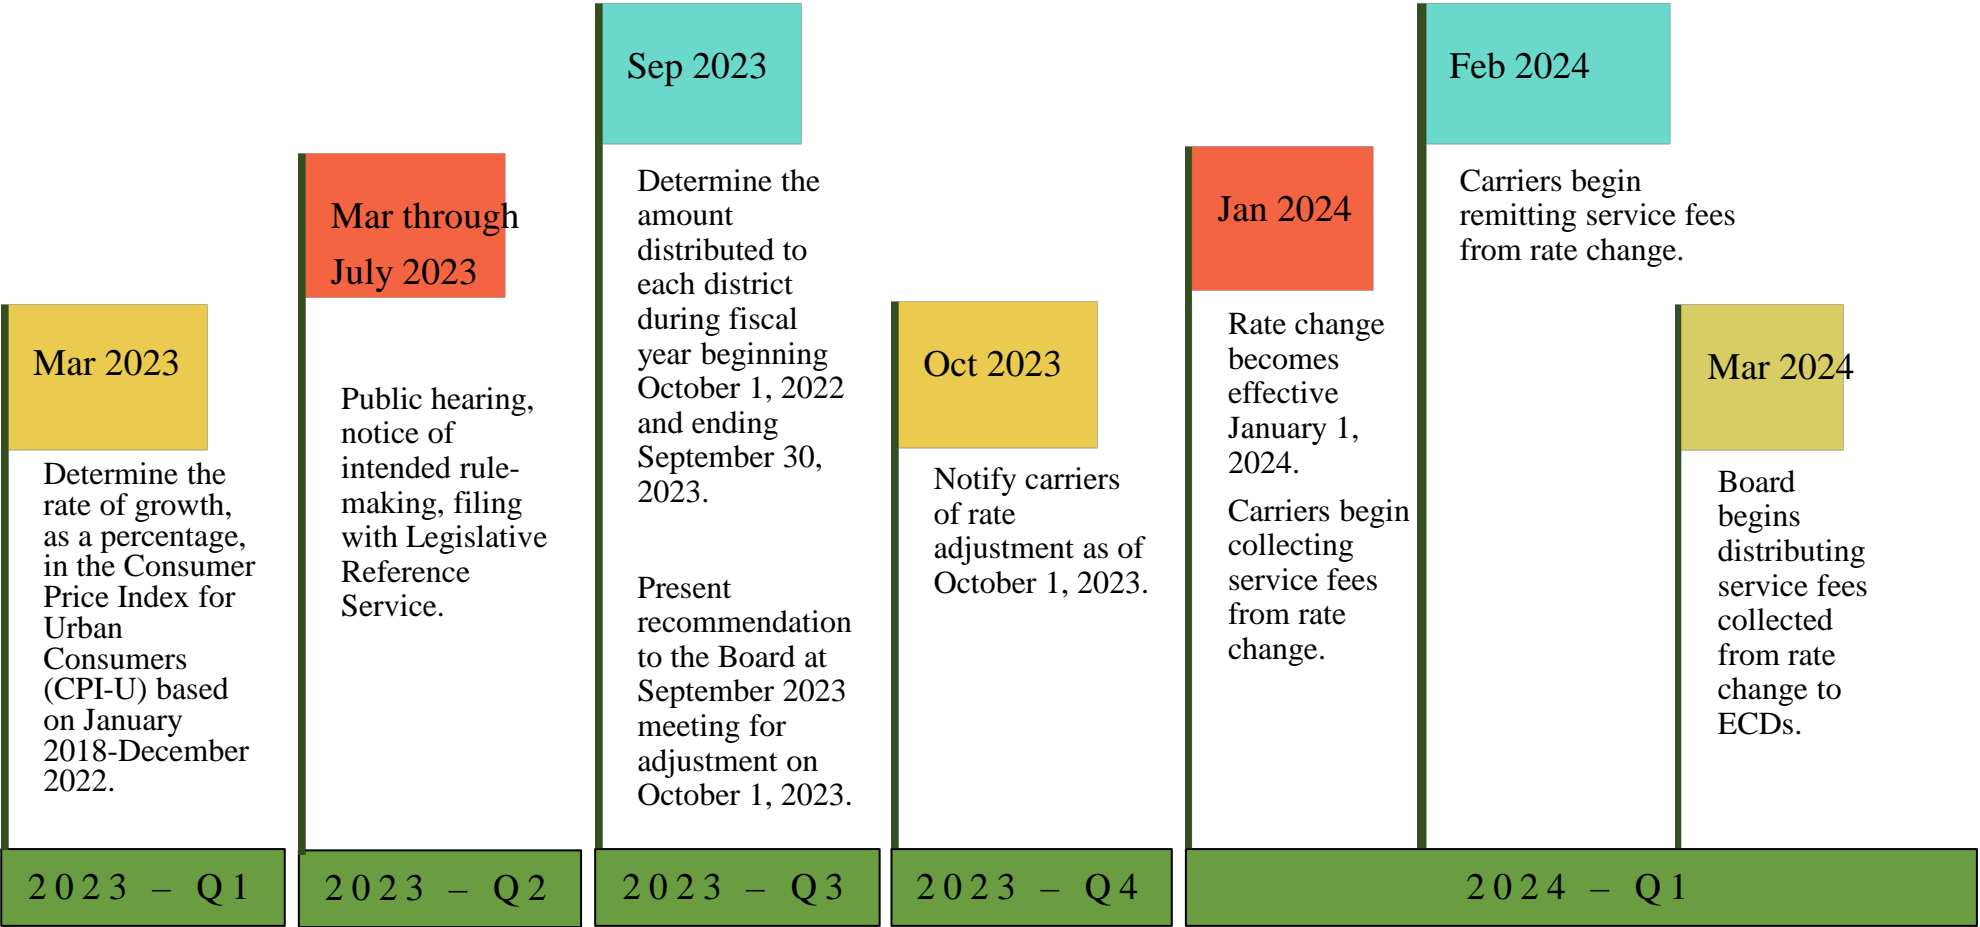 Mar 2023
Determine the
rate of growth,
as a percentage,
in the Consumer
Price Index for
Urban
Consumers
(CPI-U) based
on January
2018-December
2022.
2023 – Q1
Mar through
July 2023
Public hearing,
notice of
intended rule-
making, filing
with Legislative
Reference
Service.
2023 – Q2
Sep 2023
Determine the
amount
distributed to
each district
during fiscal
year beginning
October 1, 2022
and ending
September 30,
2023.
Present
recommendation
to the Board at
September 2023
meeting for
adjustment on
October 1, 2023.
2023 – Q3
Oct 2023
Notify carriers
of rate
adjustment as of
October 1, 2023.
2023 – Q4
Jan 2024
Rate change
becomes
effective
January 1,
2024.
Carriers begin
collecting
service fees
from rate
change.
Feb 2024
Carriers begin
remitting service fees
from rate change.
Mar 2024
Board
begins
distributing
service fees
collected
from rate
change to
ECDs.
2024 – Q1